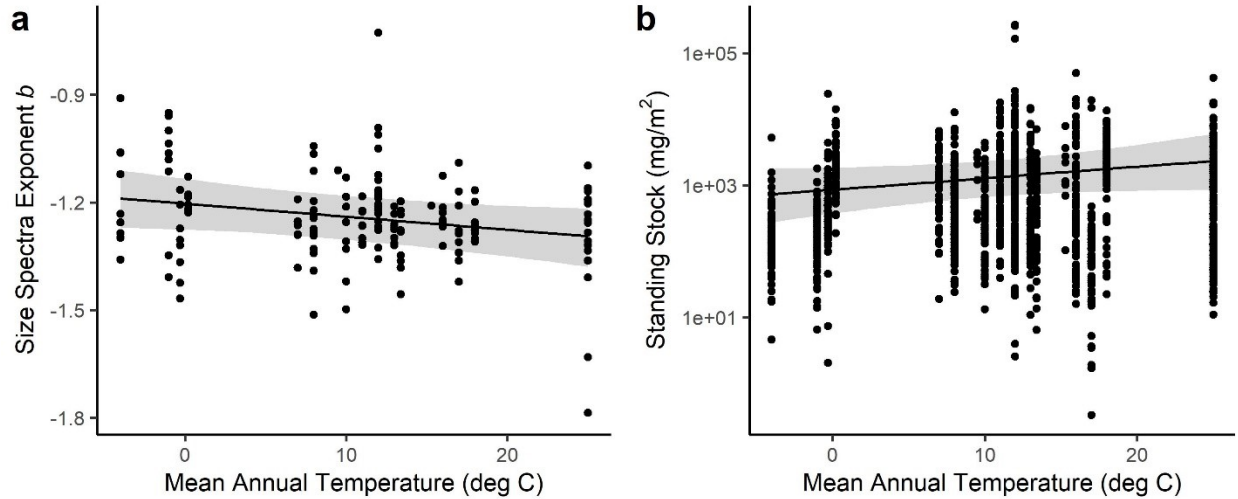 a
Size Spectra Exponent b
-0.9
-1.2
-1.5
-1.8
0
10
20
Mean Annual Temperature (deg C)
b
Standing Stock (mg/m²)
1e+05
1e+03
1e+01
0
10
20
Mean Annual Temperature (deg C)